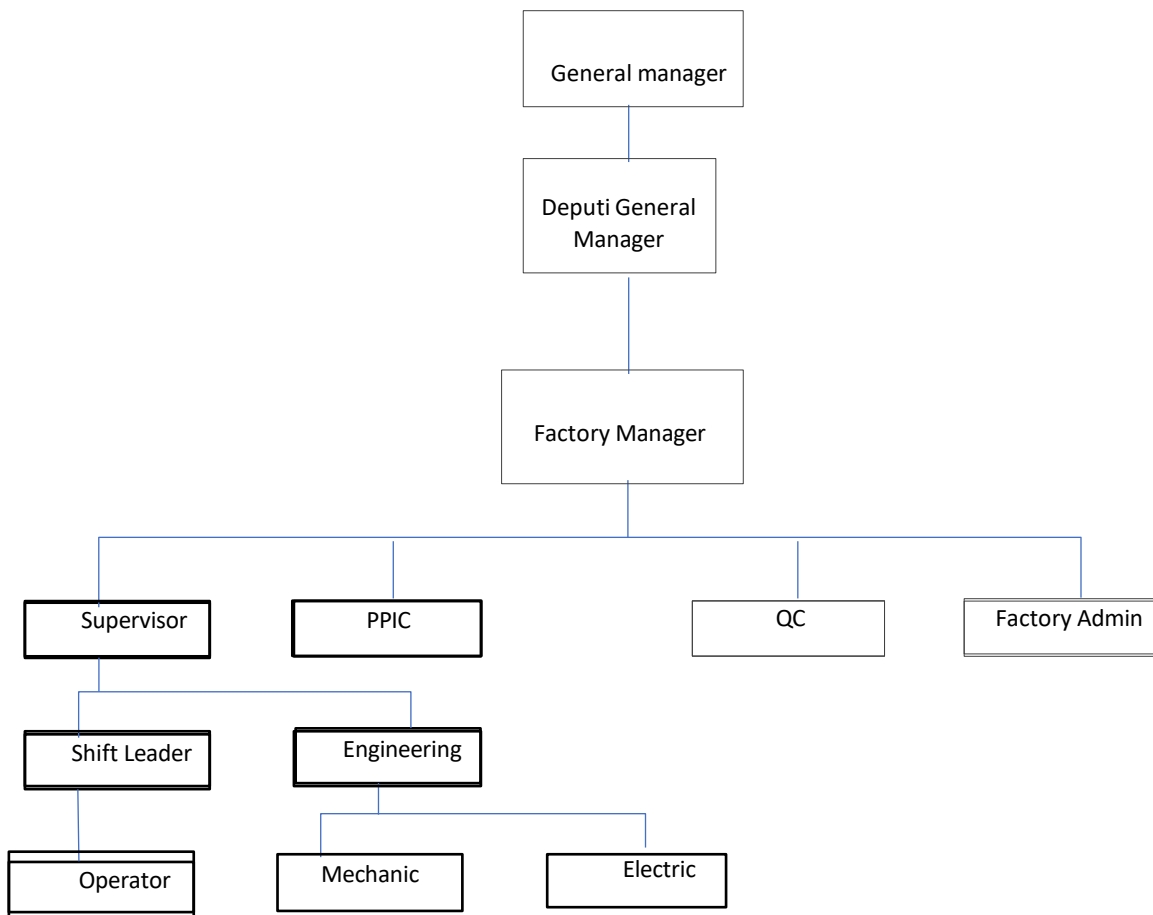 General manager
Deputi General
Manager
Factory Manager
Supervisor
PPIC
QC
Factory Admin
Shift Leader
Engineering
Operator
Mechanic
Electric